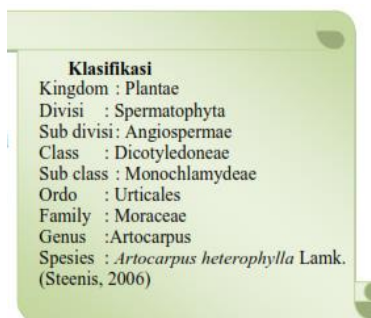 Klasifikasi
Kingdom : Plantae
Divisi : Spermatophyta
Sub divisi: Angiospermae
Class : Dicotyledoneae
Sub class : Monochlamydeae
Ordo : Urticales
Family : Moraceae
Genus :Artocarpus
Spesies : Artocarpus heterophylla Lamk.
(Steenis, 2006)